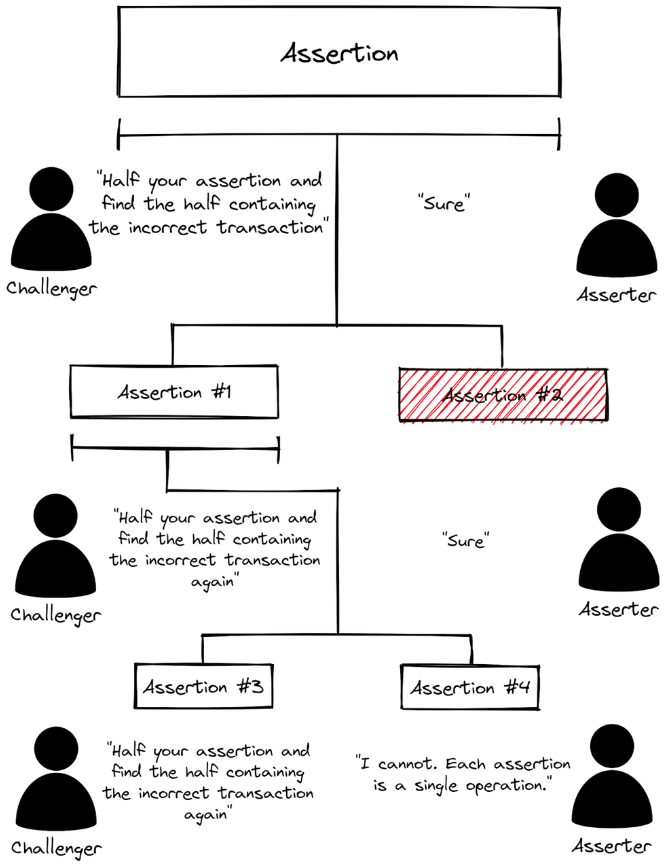 Assertion
"Half your assertion and
find the half containing
the incorrect transaction"
"Sure"
Challenger
Asserter
Assertion #1
Assertion #2
"Half your assertion and
find the half containing
the incorrect transaction
again"
"Sure"
Challenger
Asserter
Assertion #3
Assertion #4
"Half your assertion and
find the half containing
the incorrect transaction
again"
"I cannot. Each assertion
is a single operation."
Challenger
Asserter